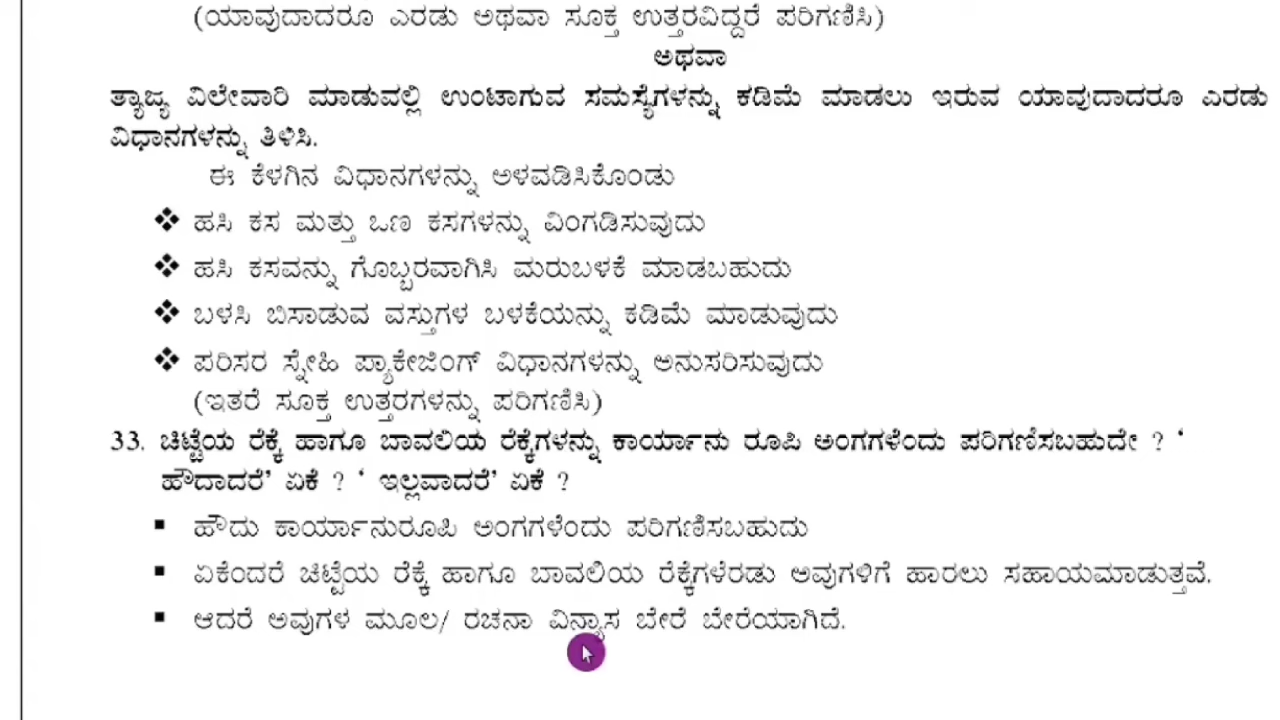 (ಯಾವುದಾದರೂ ಎರಡು ಅಥವಾ ಸೂಕ್ತ ಉತ್ತರವಿದ್ದರೆ ಪರಿಗಣಿಸಿ)
ಅಥವಾ
ತ್ಯಾಜ್ಯ ವಿಲೇವಾರಿ ಮಾಡುವಲ್ಲಿ ಉಂಟಾಗುವ ಸಮಸ್ಯೆಗಳನ್ನು ಕಡಿಮೆ ಮಾಡಲು ಇರುವ ಯಾವುದಾದರೂ ಎರಡು
ವಿಧಾನಗಳನ್ನು ತಿಳಿಸಿ.
ಈ ಕೆಳಗಿನ ವಿಧಾನಗಳನ್ನು ಅಳವಡಿಸಿಕೊಂಡು
❖ ಹಸಿ ಕಸ ಮತ್ತು ಒಣ ಕಸಗಳನ್ನು ವಿಂಗಡಿಸುವುದು
❖ ಹಸಿ ಕಸವನ್ನು ಗೊಬ್ಬರವಾಗಿಸಿ ಮರುಬಳಕೆ ಮಾಡಬಹುದು
❖ ಬಳಸಿ ಬಿಸಾಡುವ ವಸ್ತುಗಳ ಬಳಕೆಯನ್ನು ಕಡಿಮೆ ಮಾಡುವುದು
❖ ಪರಿಸರ ಸ್ನೇಹಿ ಪ್ಯಾಕೇಜಿಂಗ್ ವಿಧಾನಗಳನ್ನು ಅನುಸರಿಸುವುದು
(ಇತರೆ ಸೂಕ್ತ ಉತ್ತರಗಳನ್ನು ಪರಿಗಣಿಸಿ)
33. ಚಿಟ್ಟೆಯ ರೆಕ್ಕೆ ಹಾಗೂ ಬಾವಲಿಯ ರೆಕ್ಕೆಗಳನ್ನು ಕಾರ್ಯಾನು ರೂಪಿ ಅಂಗಗಳೆಂದು ಪರಿಗಣಿಸಬಹುದೇ ? ‘
ಹೌದಾದರೆ’ ಏಕೆ ? ‘ ಇಲ್ಲವಾದರೆ’ ಏಕೆ ?
▪ ಹೌದು ಕಾರ್ಯಾನುರೂಪಿ ಅಂಗಗಳೆಂದು ಪರಿಗಣಿಸಬಹುದು
▪ ಏಕೆಂದರೆ ಚಿಟ್ಟೆಯ ರೆಕ್ಕೆ ಹಾಗೂ ಬಾವಲಿಯ ರೆಕ್ಕೆಗಳೆರಡು ಅವುಗಳಿಗೆ ಹಾರಲು ಸಹಾಯಮಾಡುತ್ತವೆ.
▪ ಆದರೆ ಅವುಗಳ ಮೂಲ/ ರಚನಾ ವಿನ್ಯಾಸ ಬೇರೆ ಬೇರೆಯಾಗಿದೆ.